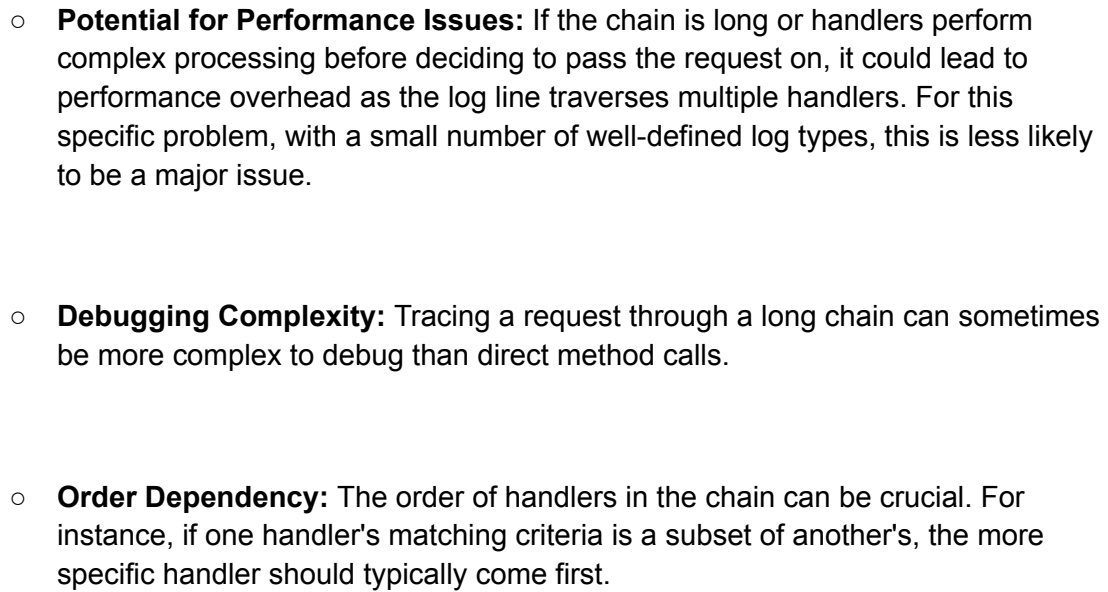 ○ Potential for Performance Issues: If the chain is long or handlers perform
complex processing before deciding to pass the request on, it could lead to
performance overhead as the log line traverses multiple handlers. For this
specific problem, with a small number of well-defined log types, this is less likely
to be a major issue.
○ Debugging Complexity: Tracing a request through a long chain can sometimes
be more complex to debug than direct method calls.
○ Order Dependency: The order of handlers in the chain can be crucial. For
instance, if one handler's matching criteria is a subset of another's, the more
specific handler should typically come first.